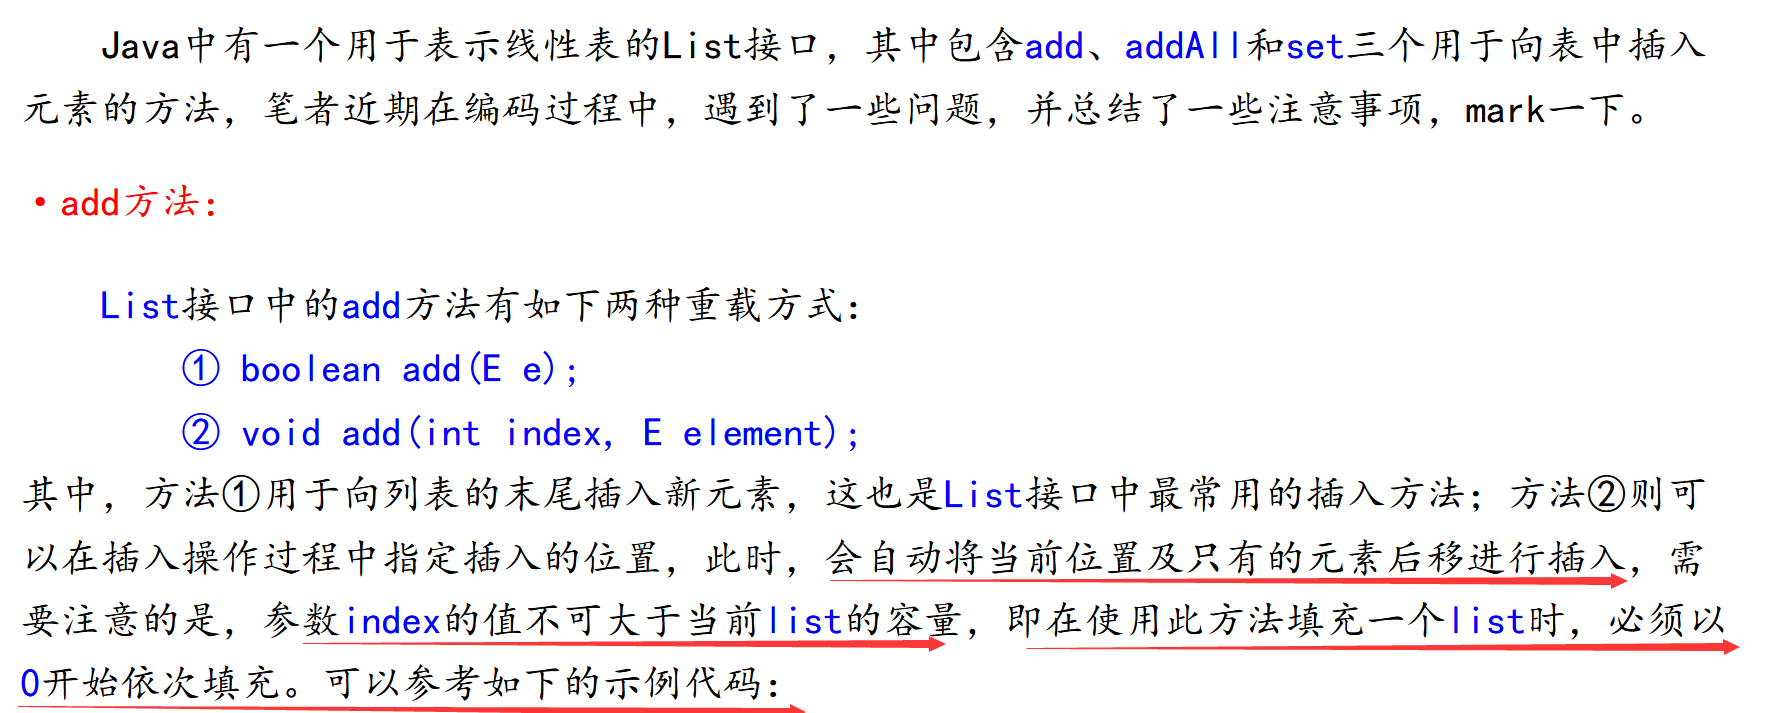 Java中有一个用于表示线性表的List接口，其中包含add、addAll和set三个用于向表中插入
元素的方法，笔者近期在编码过程中，遇到了一些问题，并总结了一些注意事项，mark一下。
•add方法：
List接口中的add方法有如下两种重载方式：
① boolean add(E e);
② void add(int index, E element);
其中，方法①用于向列表的末尾插入新元素，这也是List接口中最常用的插入方法；方法②则可
以在插入操作过程中指定插入的位置，此时，会自动将当前位置及只有的元素后移进行插入，需
要注意的是，参数index的值不可大于当前list的容量，即在使用此方法填充一个list时，必须以
0开始依次填充。可以参考如下的示例代码：